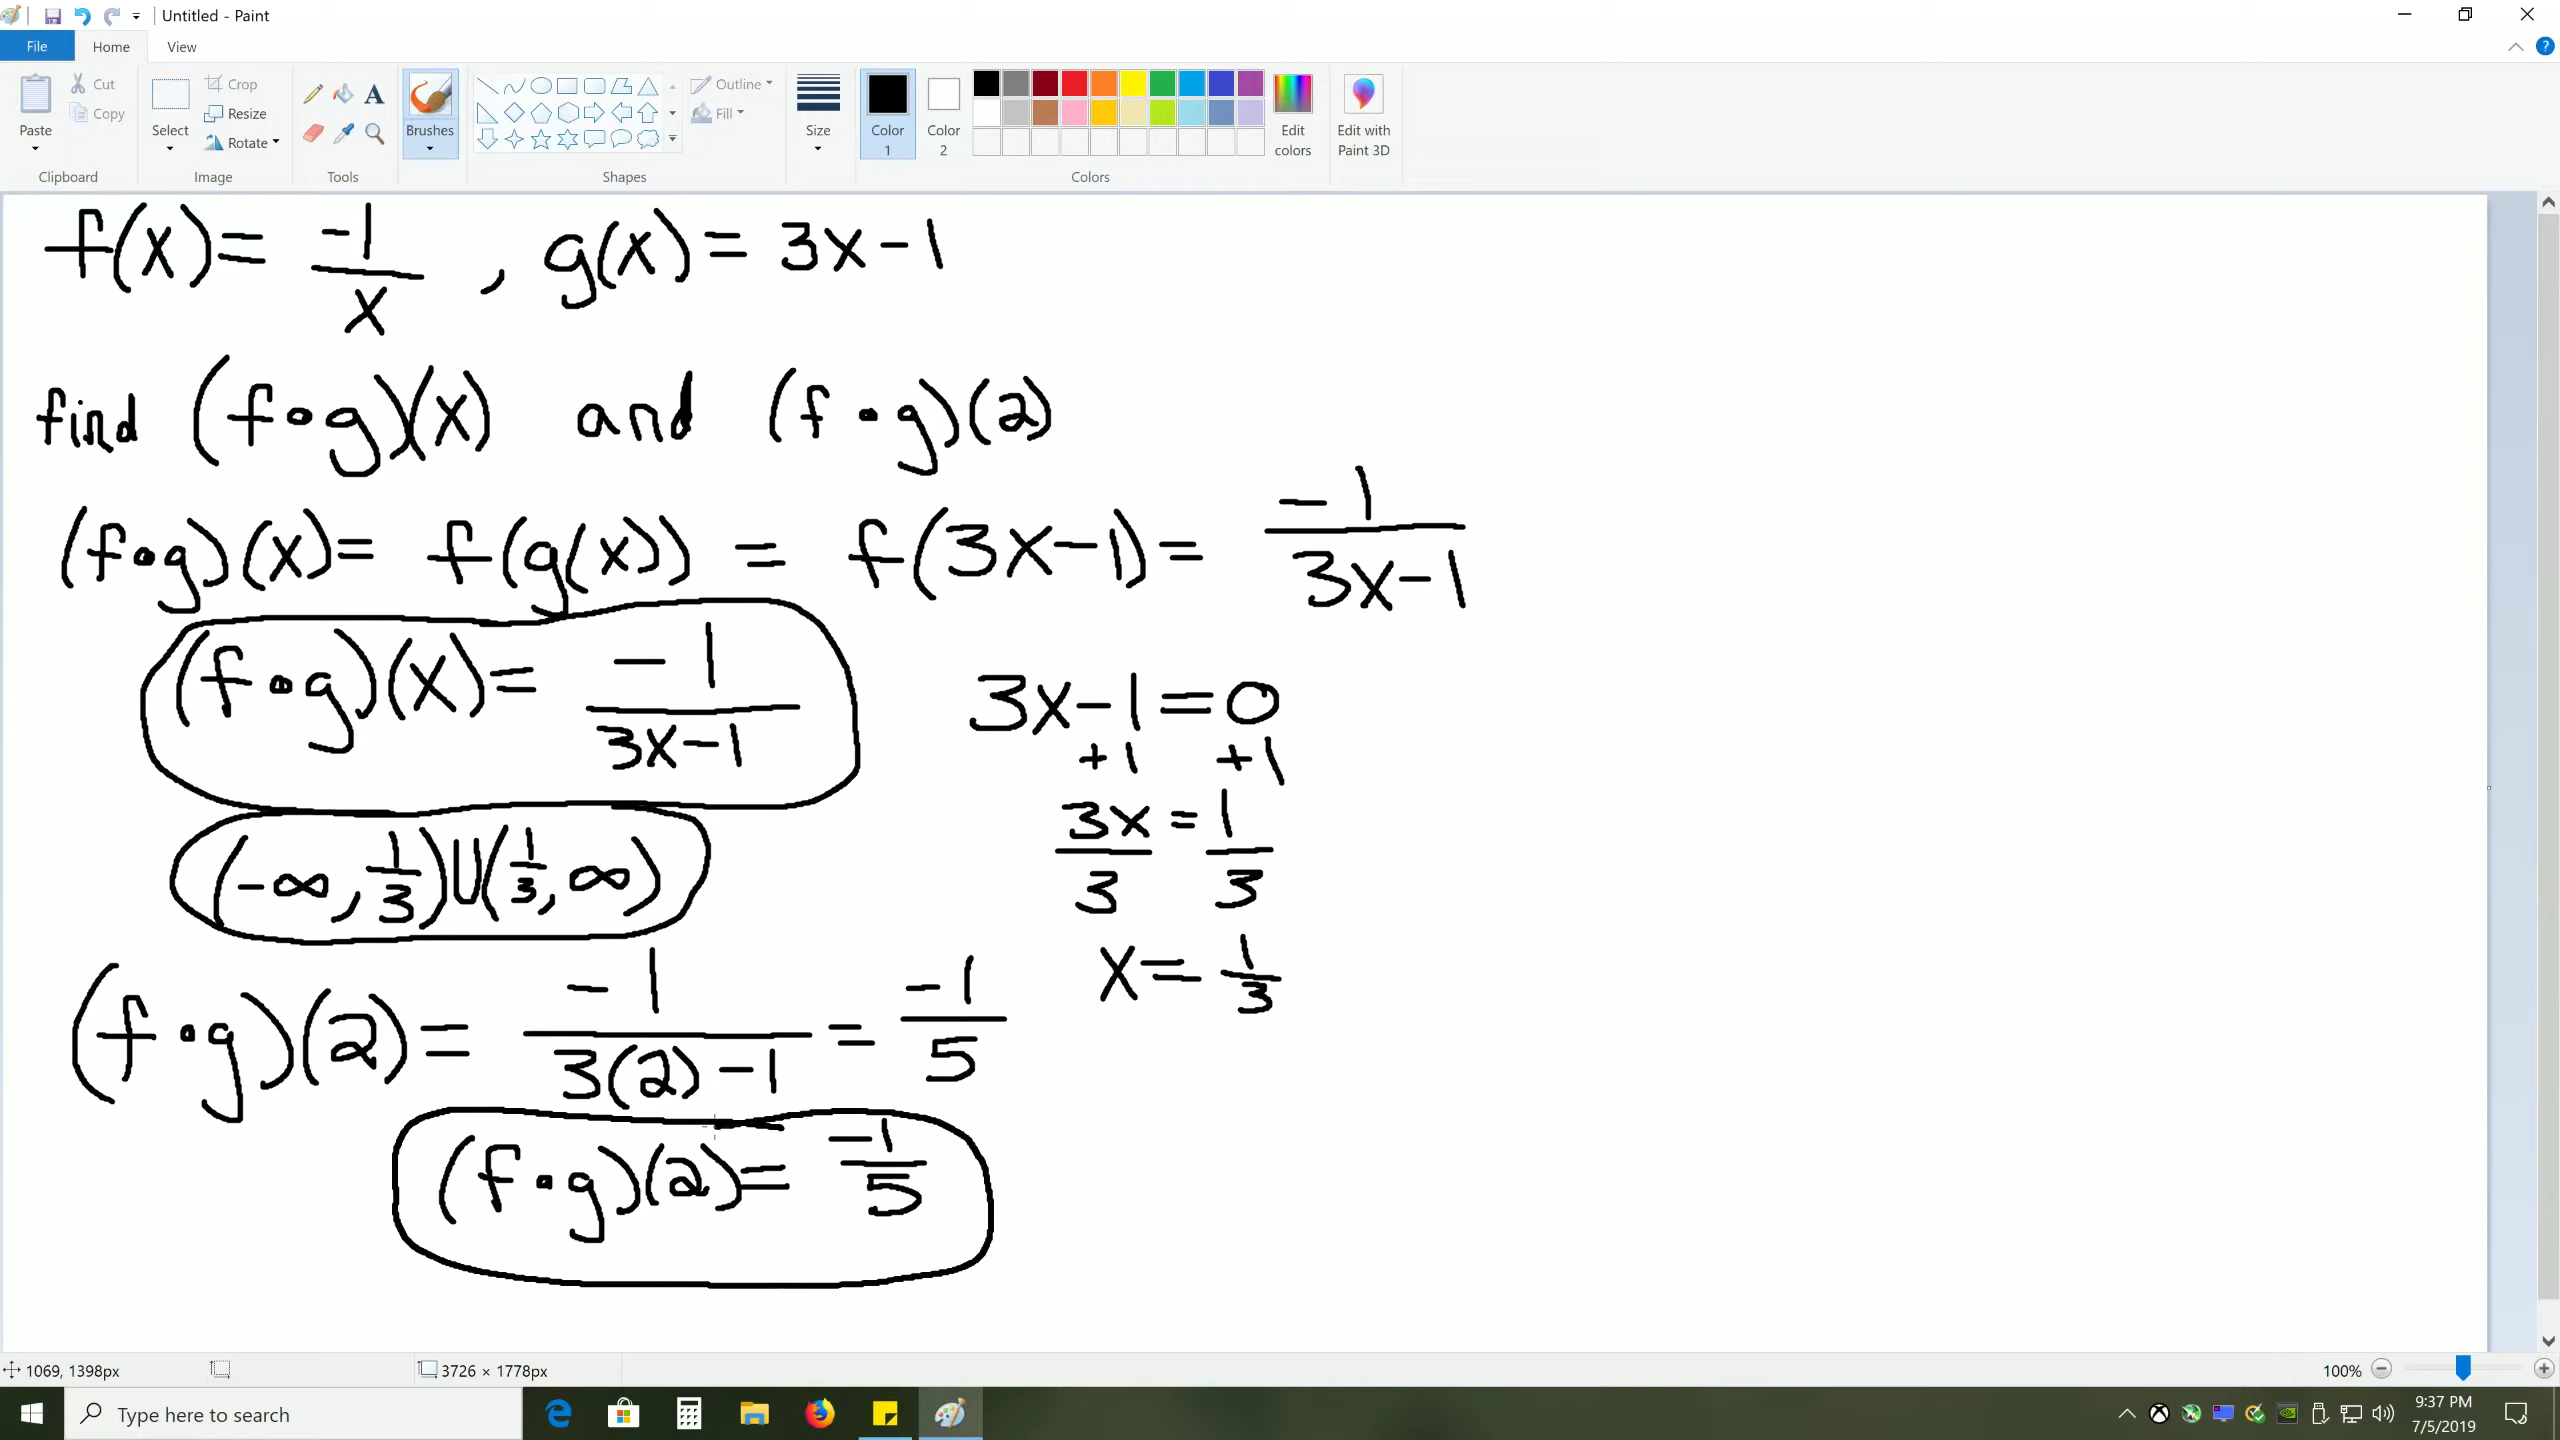 Untitled - Paint
File Home View
Paste Cut Copy Clipboard
Select Crop Resize Rotate Image
Tools
Brushes
Outline Fill Shapes
Size
Color 1 Color 2 Edit colors Colors
Edit with Paint 3D
f(x) = -1/x , g(x) = 3x-1
find (f∘g)(x) and (f∘g)(2)
(f∘g)(x) = f(g(x)) = f(3x-1) = -1/(3x-1)
(f∘g)(x) = -1/(3x-1)
3x-1=0
+1 +1
3x/3 = 1/3
(-∞, 1/3)U(1/3, ∞)
x = 1/3
(f∘g)(2) = -1/(3(2)-1) = -1/5
(f∘g)(2) = -1/5
1069, 1398px 3726 × 1778px 100%
Type here to search
9:37 PM
7/5/2019